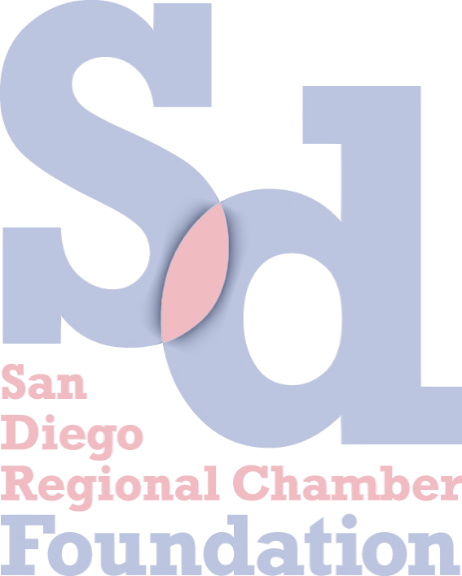 Sd
San
Diego
Regional Chamber
Foundation